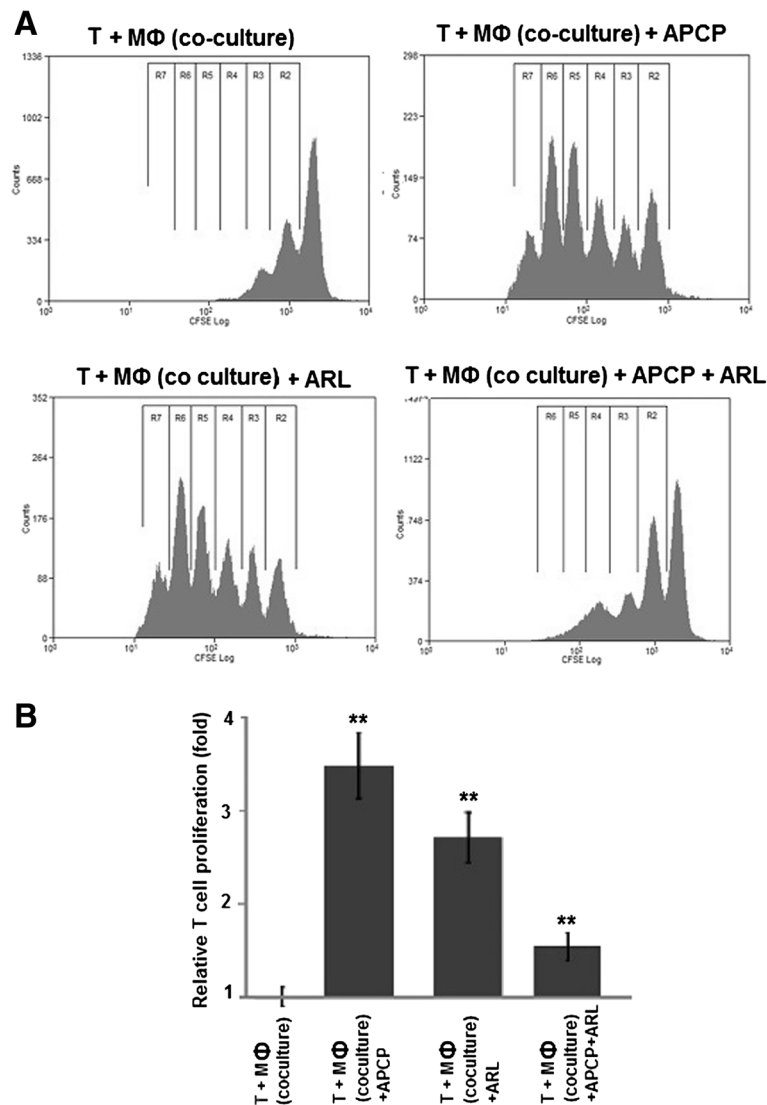 A
T + MΦ (co-culture)
1336
1002
668
334
0
Counts
R7 R6 R5 R4 R3 R2
10⁰ 10¹ 10² 10³ 10⁴
CFSE Log
T + MΦ (co-culture) + APCP
298
223
149
74
0
Counts
R7 R6 R5 R4 R3 R2
10⁰ 10¹ 10² 10³ 10⁴
CFSE Log
T + MΦ (co culture) + ARL
352
264
176
88
0
Counts
R7 R6 R5 R4 R3 R2
10⁰ 10¹ 10² 10³ 10⁴
CFSE Log
T + MΦ (co culture) + APCP + ARL
1122
748
374
0
Counts
R6 R5 R4 R3 R2
10⁰ 10¹ 10² 10³ 10⁴
CFSE Log
B
Relative T cell proliferation (fold)
4
3
2
1
**
**
**
T + MΦ
(coculture)
T + MΦ
(coculture)
+APCP
T + MΦ
(coculture)
+ARL
T + MΦ
(coculture)
+APCP+ARL